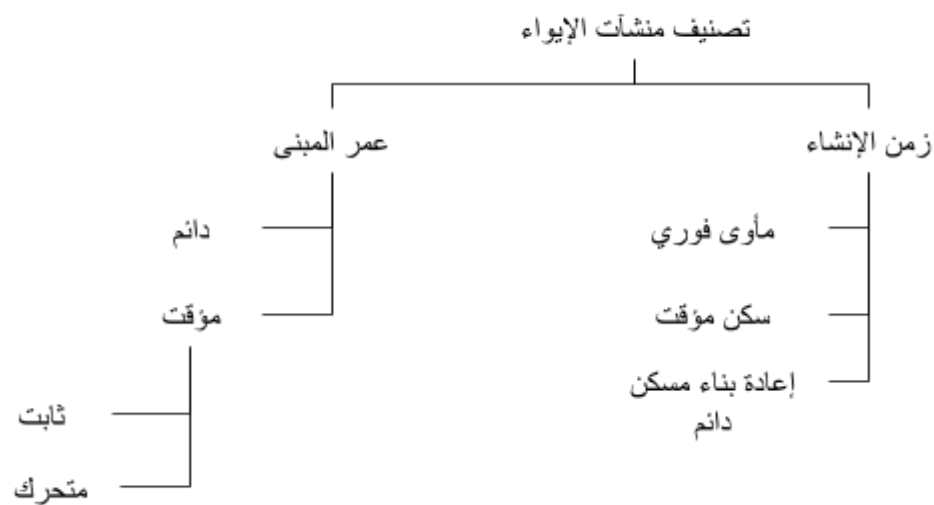 تصنيف منشآت الإيواء
زمن الإنشاء
عمر المبنى
مأوى فوري
دائم
سكن مؤقت
مؤقت
إعادة بناء مسكن
دائم
ثابت
متحرك